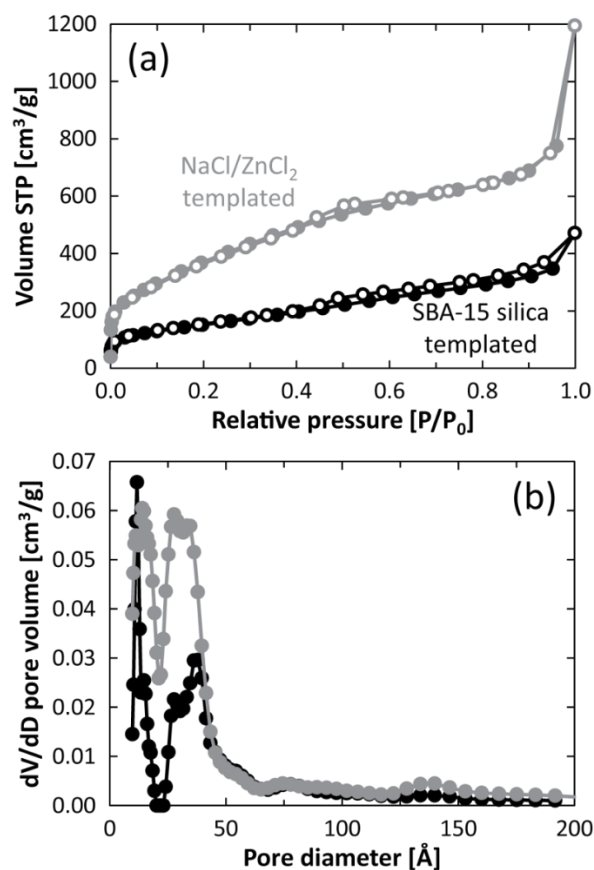 (a)
1200
1000
800
600
400
200
0
Volume STP [cm³/g]
NaCl/ZnCl₂
templated
SBA-15 silica
templated
0.0 0.2 0.4 0.6 0.8 1.0
Relative pressure [P/P₀]
(b)
0.07
0.06
0.05
0.04
0.03
0.02
0.01
0.00
dV/dD pore volume [cm³/g]
0 50 100 150 200
Pore diameter [Å]